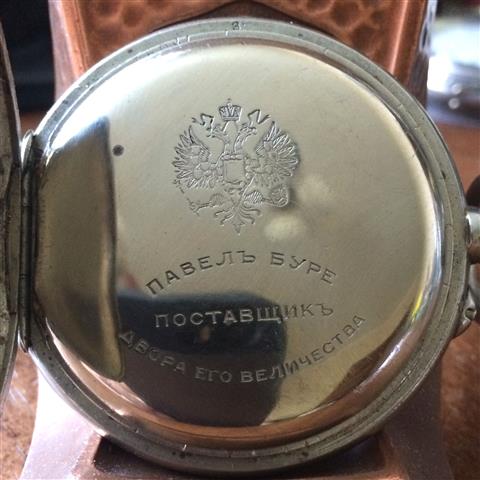 ПАВЕЛЪ БУРЕ
ПОСТАВЩИКЪ
ДВОРА ЕГО ВЕЛИЧЕСТВА